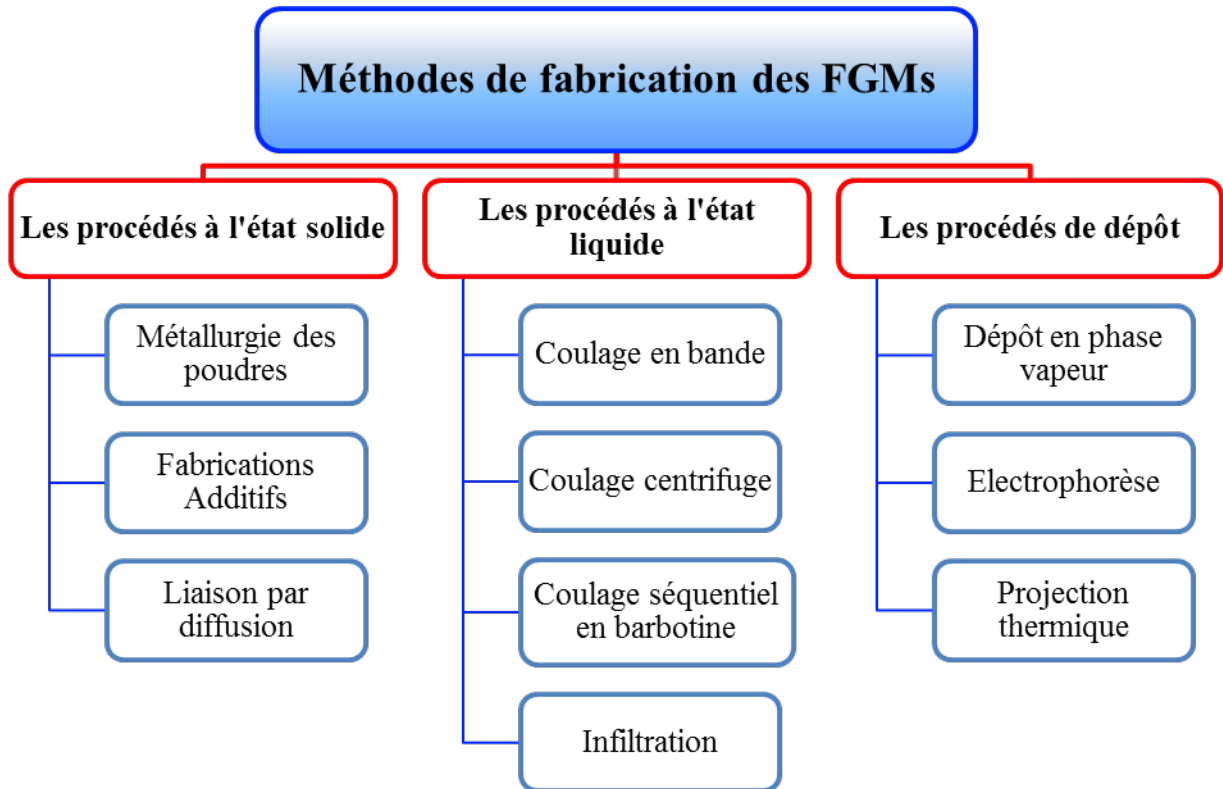 Méthodes de fabrication des FGMs
Les procédés à l'état solide
Métallurgie des
poudres
Fabrications
Additifs
Liaison par
diffusion
Les procédés à l'état
liquide
Coulage en bande
Coulage centrifuge
Coulage séquentiel
en barbotine
Infiltration
Les procédés de dépôt
Dépôt en phase
vapeur
Electrophorèse
Projection
thermique